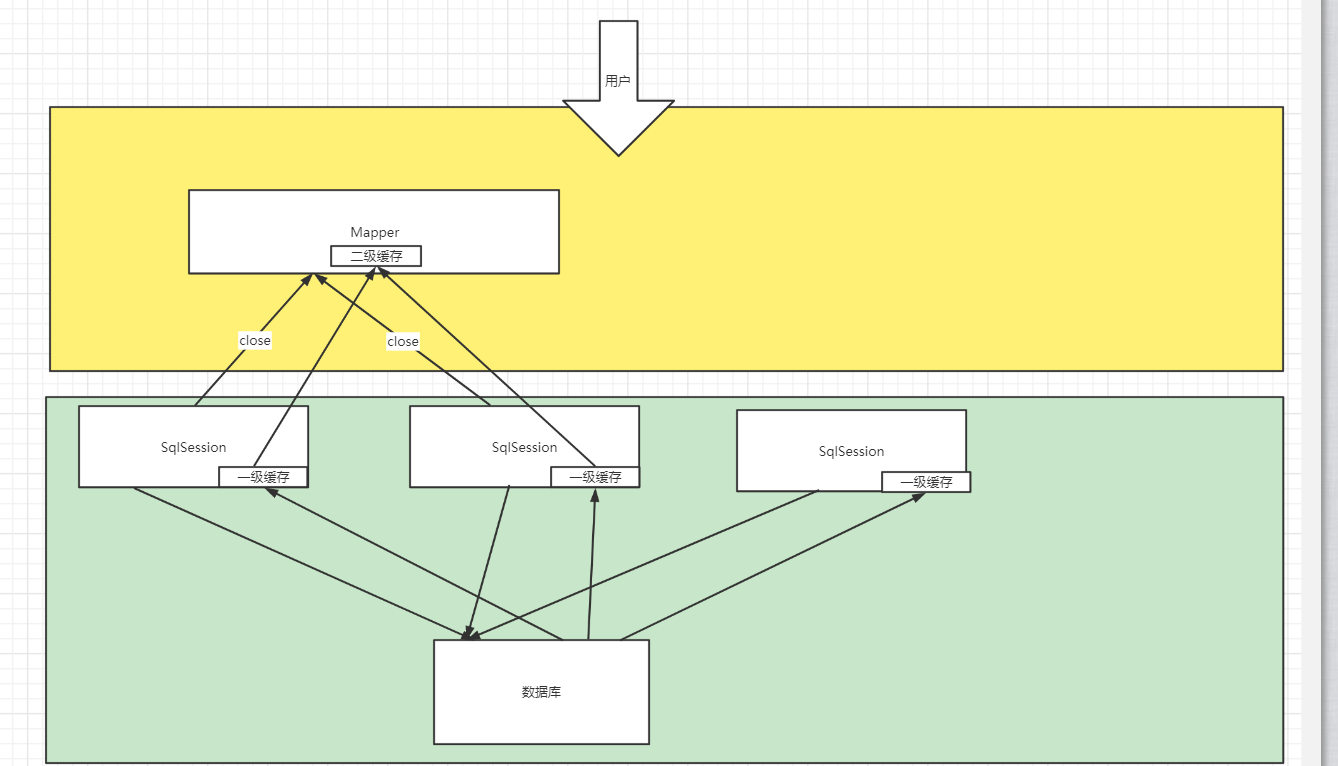 用户
Mapper
二级缓存
close
close
SqlSession
一级缓存
SqlSession
一级缓存
SqlSession
一级缓存
数据库